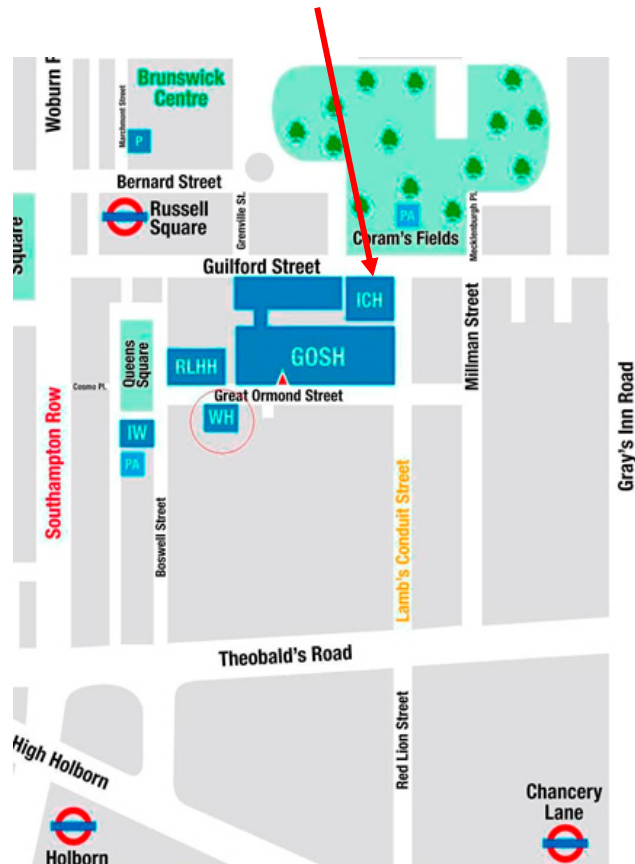 Woburn P
Marchmont Street
Brunswick
Centre
P
Bernard Street
Russell
Square
Grenville St.
PA
Coram's Fields
Mecklenburgh Pl.
Square
Guilford Street
ICH
Queens
Square
RLHH
GOSH
Millman Street
Cosmo Pl.
Great Ormond Street
WH
IW
PA
Southampton Row
Boswell Street
Lamb's Conduit Street
Gray's Inn Road
Theobald's Road
Red Lion Street
High Holborn
Chancery
Lane
Holborn